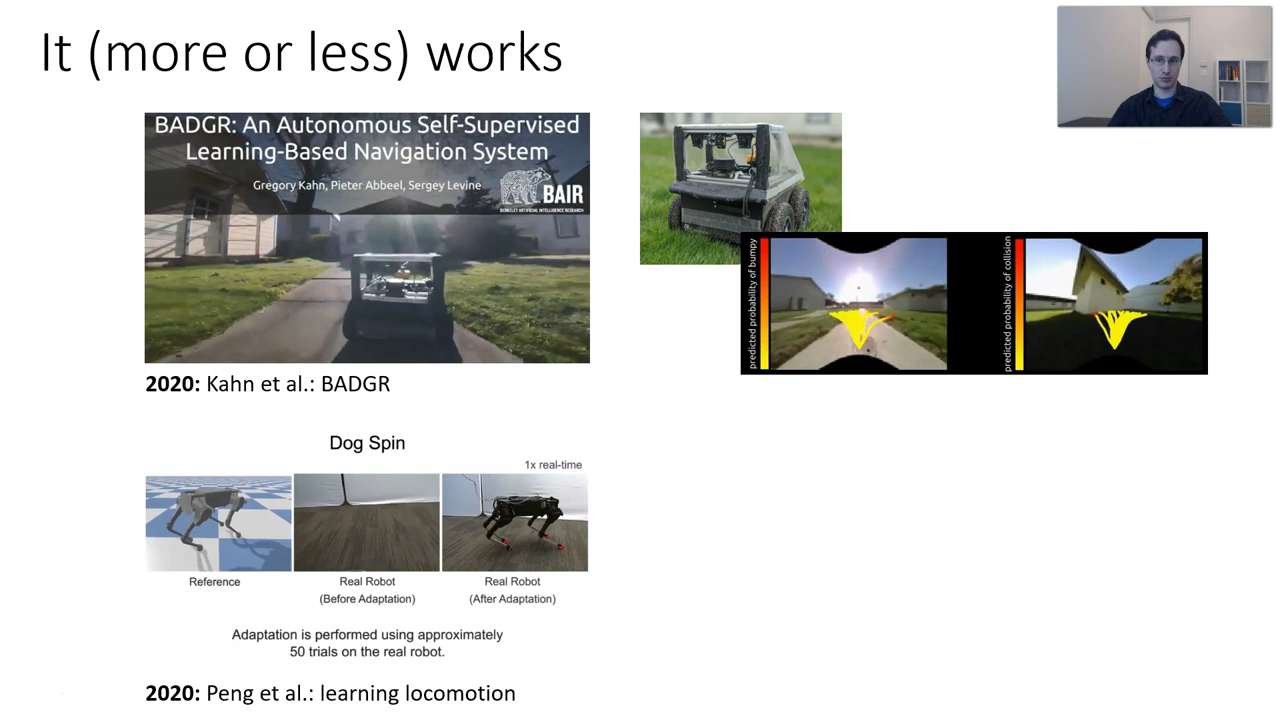 It (more or less) works
BADGR: An Autonomous Self-Supervised
Learning-Based Navigation System
Gregory Kahn, Pieter Abbeel, Sergey Levine
BAIR
BERKELEY ARTIFICIAL INTELLIGENCE RESEARCH
predicted probability of bumpy
predicted probability of collision
2020: Kahn et al.: BADGR
Dog Spin
1x real-time
Reference
Real Robot
(Before Adaptation)
Real Robot
(After Adaptation)
Adaptation is performed using approximately
50 trials on the real robot.
2020: Peng et al.: learning locomotion